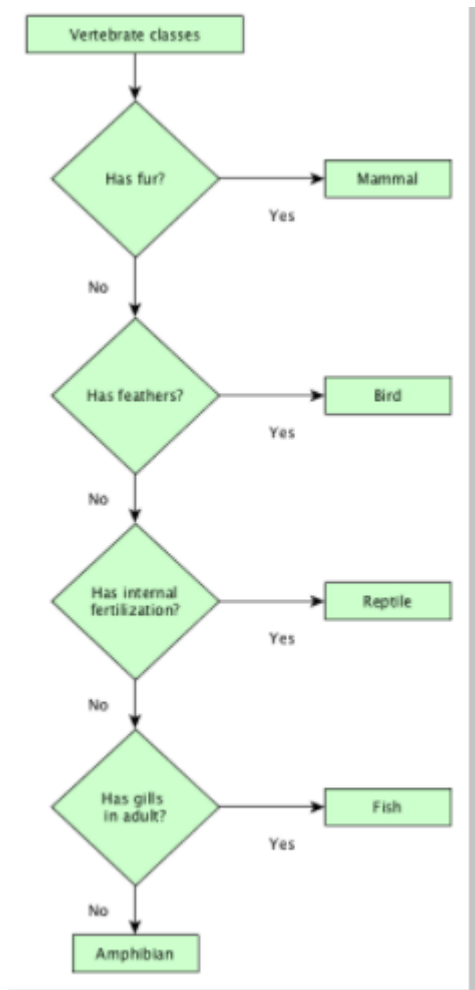 Vertebrate classes
Has fur?
Mammal
Yes
No
Has feathers?
Bird
Yes
No
Has internal
fertilization?
Reptile
Yes
No
Has gills
in adult?
Fish
Yes
No
Amphibian